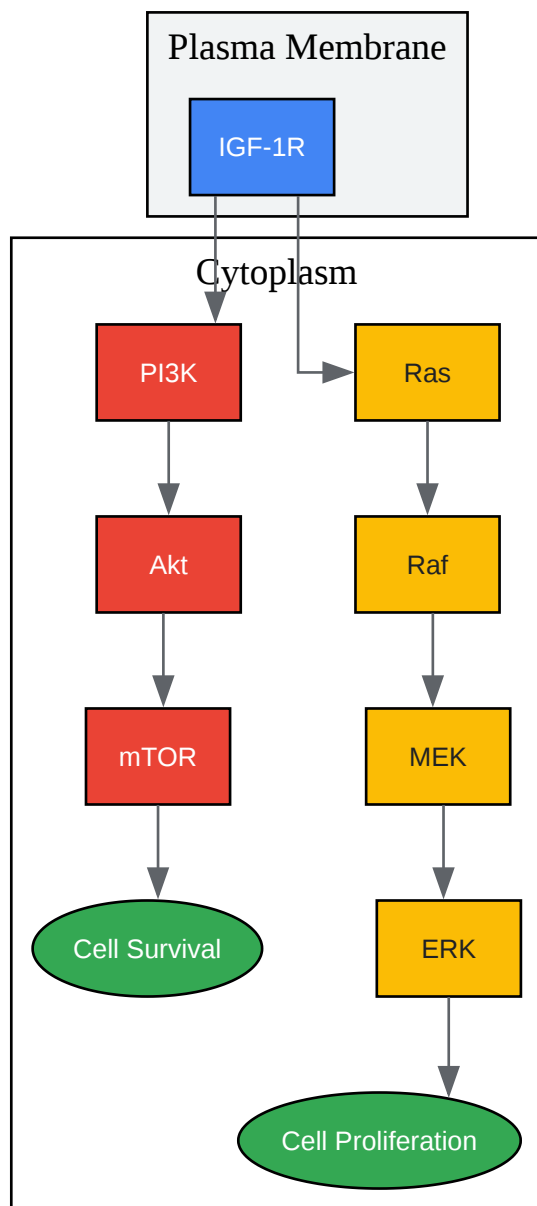 Plasma Membrane
IGF-1R
Cytoplasm
PI3K
Ras
Akt
Raf
mTOR
MEK
Cell Survival
ERK
Cell Proliferation